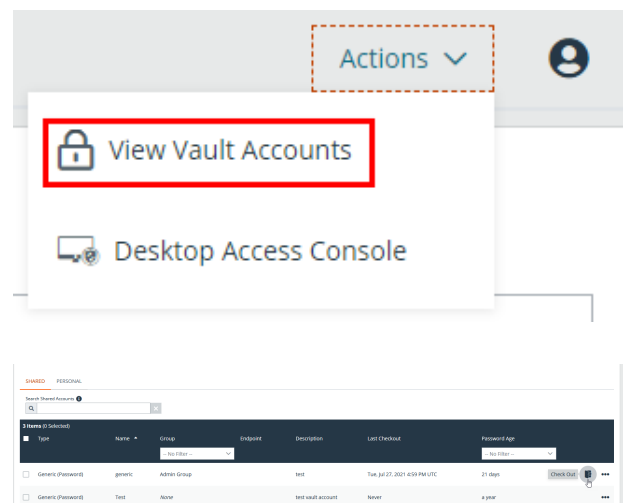 Actions
View Vault Accounts
Desktop Access Console
SHARED PERSONAL
Search Shared Accounts
3 Items (0 Selected)
Type Name Group Endpoint Description Last Checkout Password Age
-- No Filter -- -- No Filter --
Generic (Password) generic Admin Group test Tue, Jul 27, 2021 4:59 PM UTC 21 days Check Out
Generic (Password) Test None test vault account Never a year